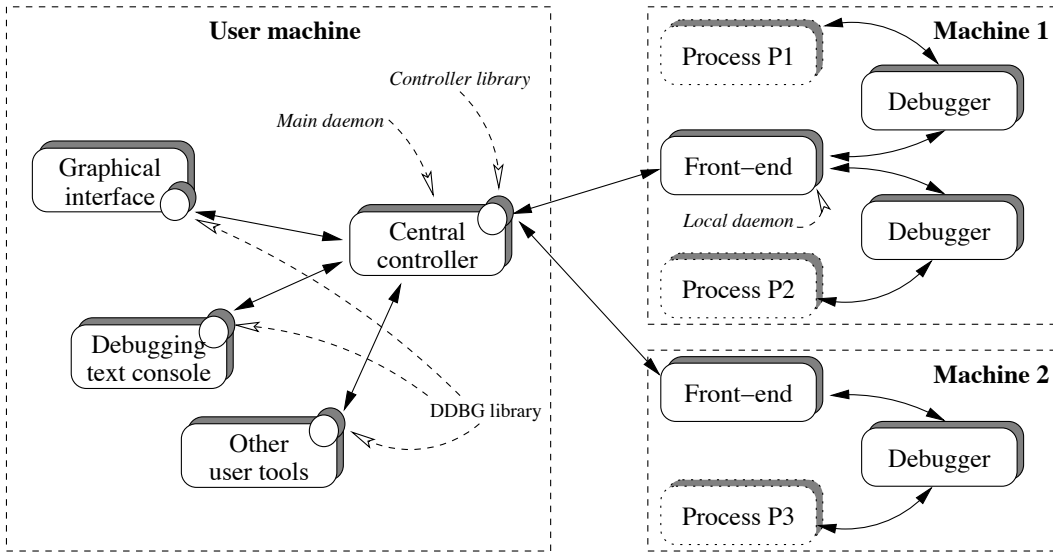 User machine
Controller library
Main daemon
Graphical
interface
Central
controller
Debugging
text console
DDBG library
Other
user tools
Machine 1
Process P1
Debugger
Front−end
Local daemon
Debugger
Process P2
Machine 2
Front−end
Debugger
Process P3